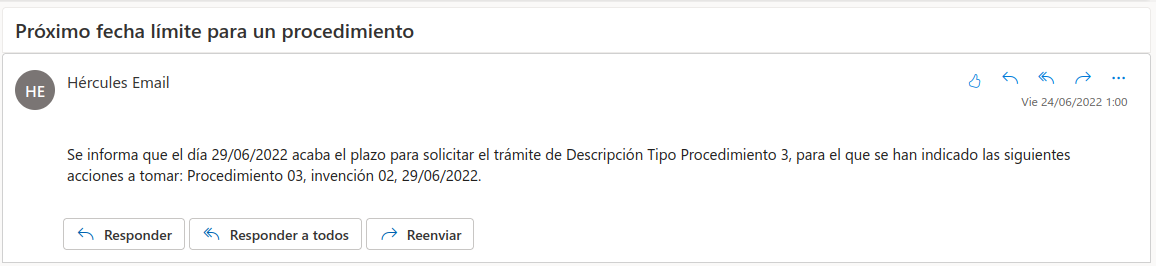 Próximo fecha límite para un procedimiento
HE
Hércules Email
Vie 24/06/2022 1:00
Se informa que el día 29/06/2022 acaba el plazo para solicitar el trámite de Descripción Tipo Procedimiento 3, para el que se han indicado las siguientes
acciones a tomar: Procedimiento 03, invención 02, 29/06/2022.
Responder Responder a todos Reenviar